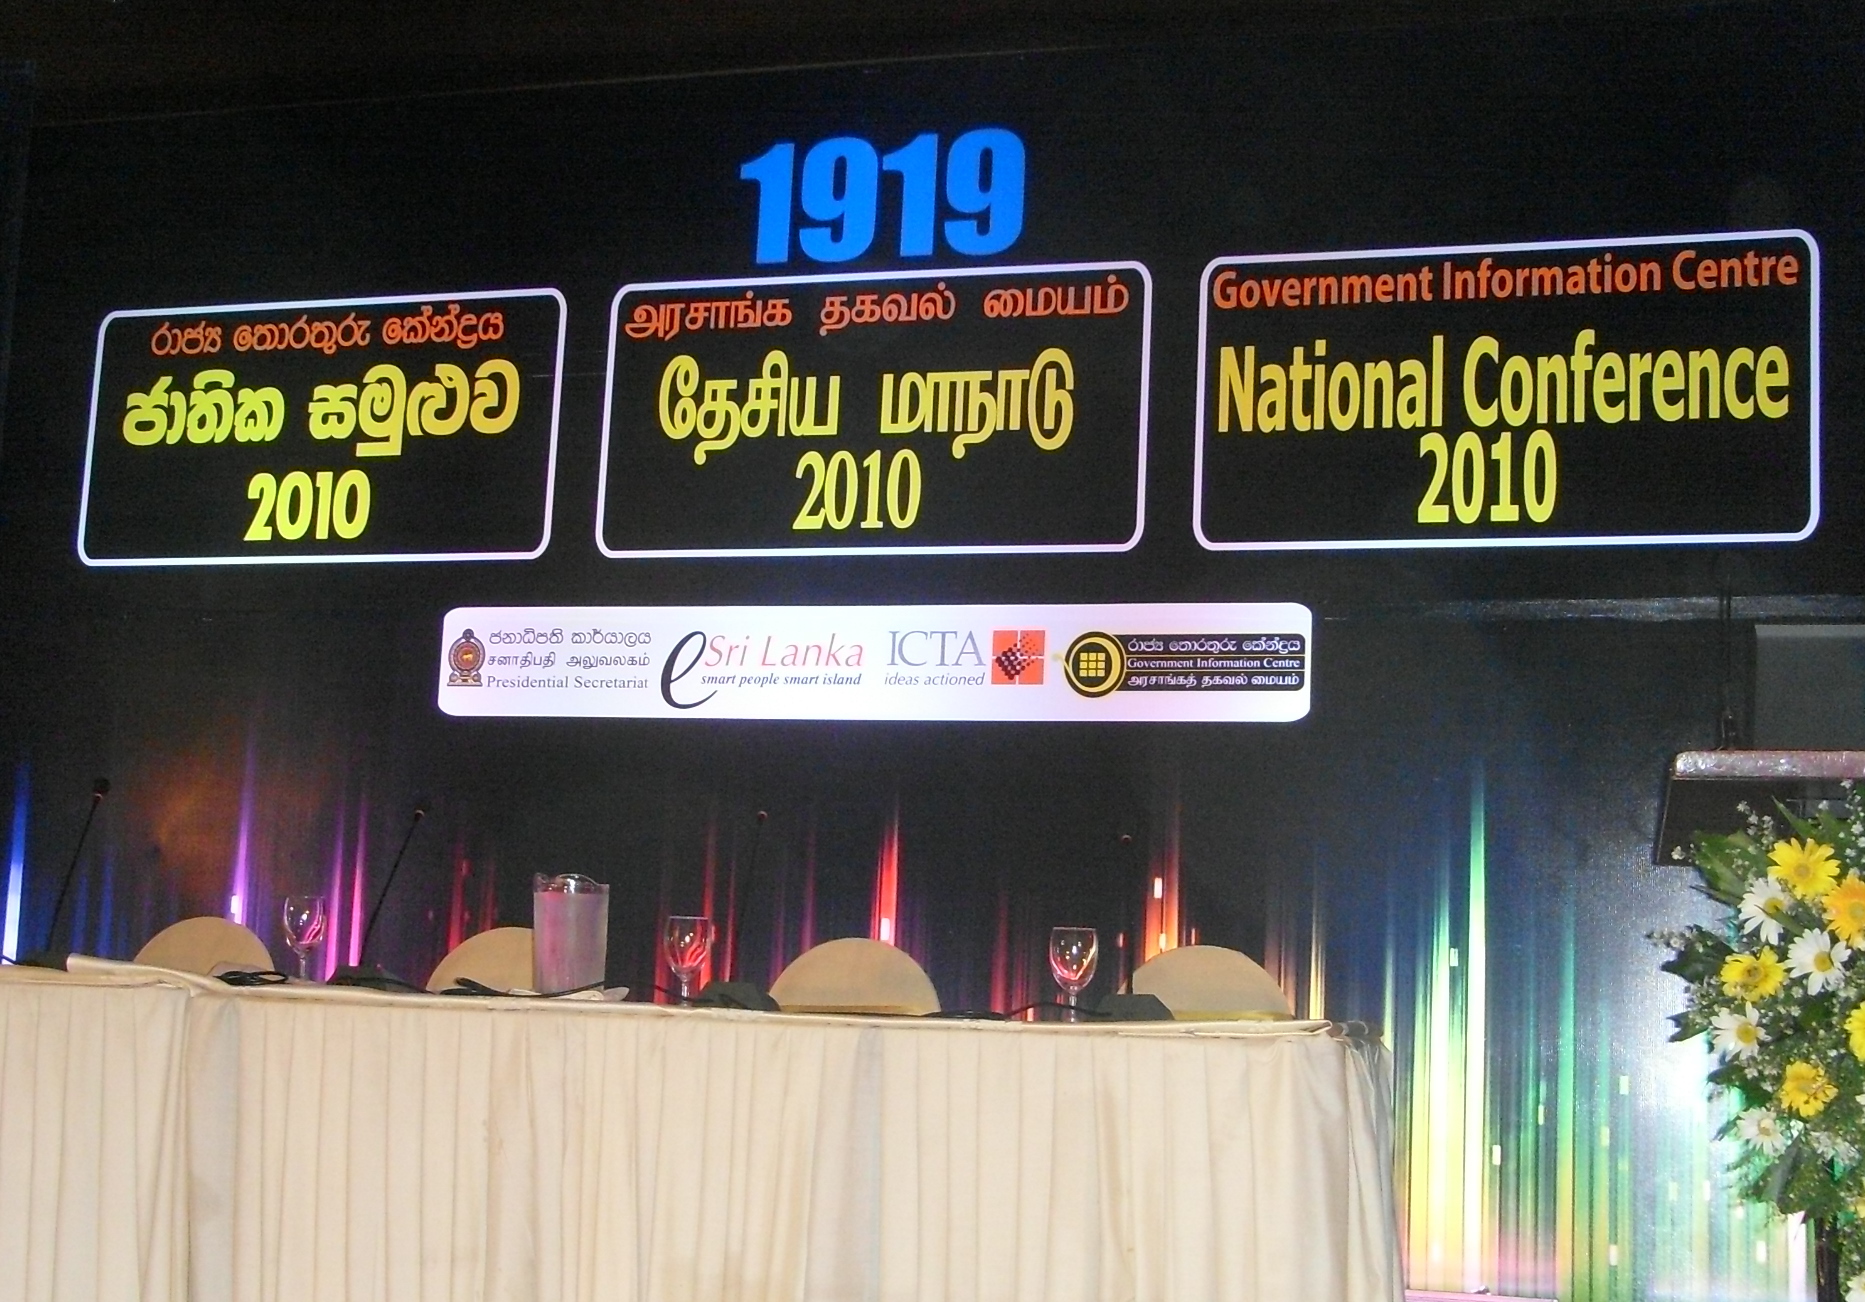 1919
රාජ්‍ය තොරතුරු කේන්ද්‍රය
ජාතික සමුළුව
2010
அரசாங்க தகவல் மையம்
தேசிய மாநாடு
2010
Government Information Centre
National Conference
2010
ජනාධිපති කාර්යාලය
சனாதிபதி அலுவலகம்
Presidential Secretariat
eSri Lanka
smart people smart island
ICTA
ideas actioned
රාජ්‍ය තොරතුරු කේන්ද්‍රය
Government Information Centre
அரசாங்கத் தகவல் மையம்